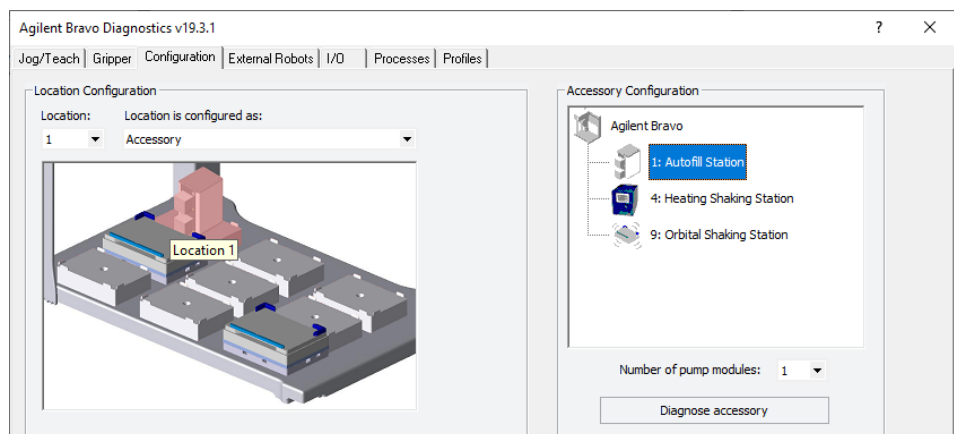 Agilent Bravo Diagnostics v19.3.1
Jog/Teach Gripper Configuration External Robots I/O Processes Profiles
Location Configuration
Location: Location is configured as:
1 Accessory
Location 1
Accessory Configuration
Agilent Bravo
1: Autofill Station
4: Heating Shaking Station
9: Orbital Shaking Station
Number of pump modules: 1
Diagnose accessory